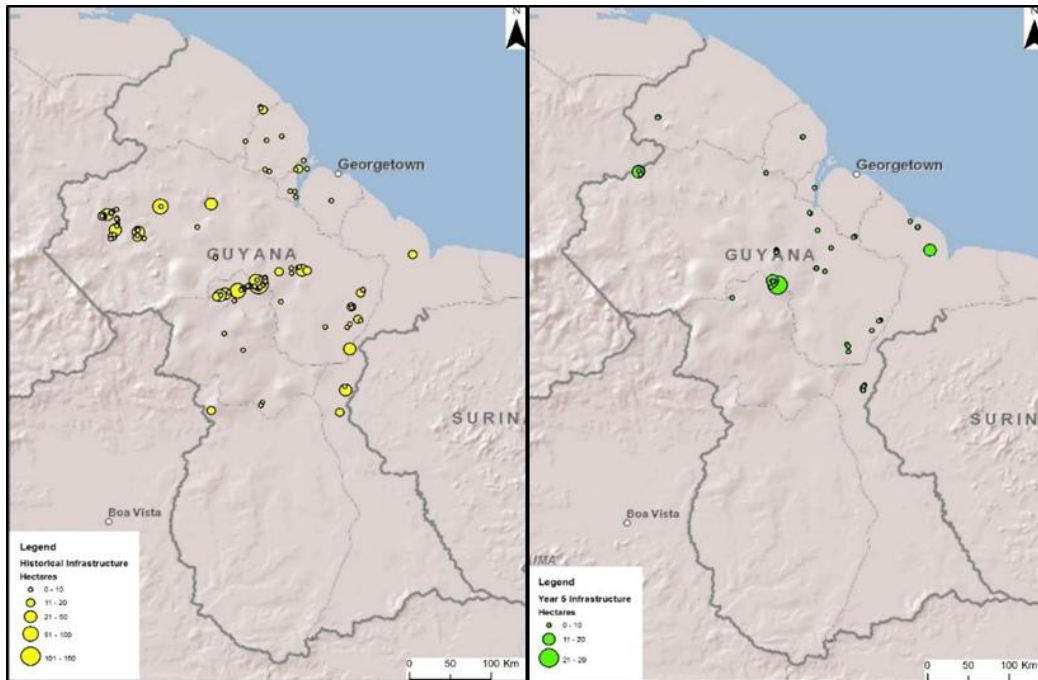 Georgetown
GUYANA
SURINA
Boa Vista
Legend
Historical Infrastructure
Hectares
0 - 10
11 - 20
21 - 50
51 - 100
101 - 150
0 50 100 Km
Georgetown
GUYANA
SURIN
Boa Vista
IMA
Legend
Year 5 Infrastructure
Hectares
0 - 10
11 - 20
21 - 29
0 50 100 Km